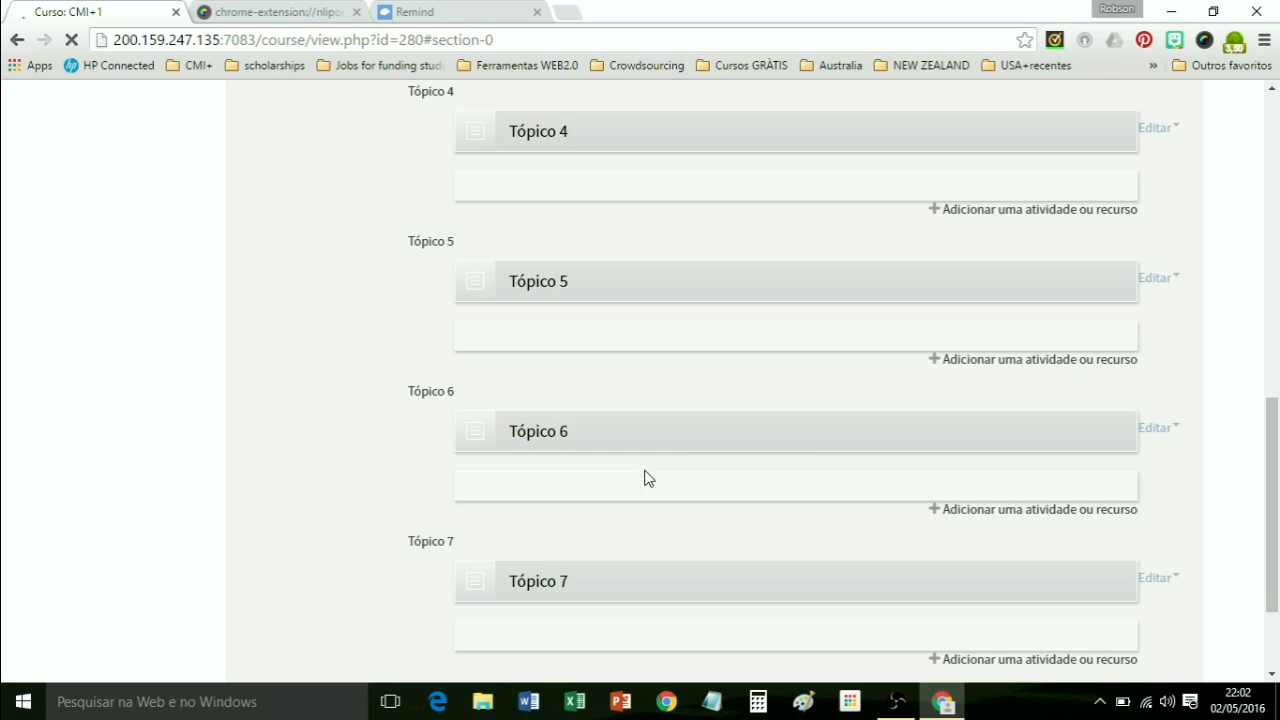 Curso: CMI+1
chrome-extension://nlipo
Remind
Robson
200.159.247.135:7083/course/view.php?id=280#section-0
3.50
Apps
HP Connected
CMI+
scholarships
Jobs for funding stud
Ferramentas WEB2.0
Crowdsourcing
Cursos GRÁTIS
Australia
NEW ZEALAND
USA+recentes
»
Outros favoritos
Tópico 4
Tópico 4
Editar
Adicionar uma atividade ou recurso
Tópico 5
Tópico 5
Editar
Adicionar uma atividade ou recurso
Tópico 6
Tópico 6
Editar
Adicionar uma atividade ou recurso
Tópico 7
Tópico 7
Editar
Adicionar uma atividade ou recurso
Pesquisar na Web e no Windows
22:02
02/05/2016